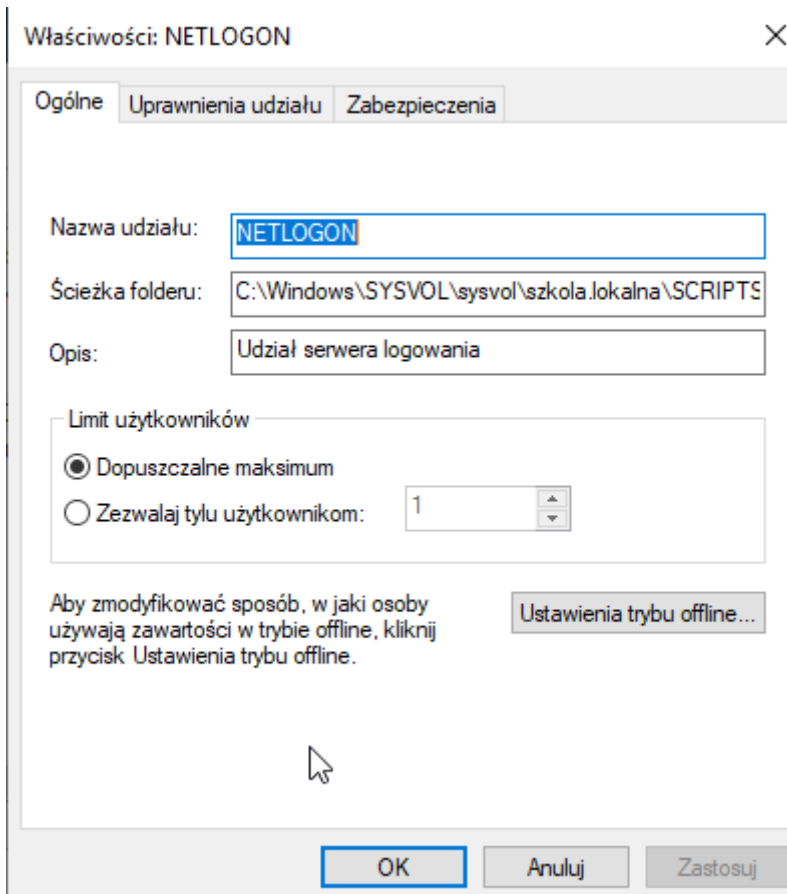 Właściwości: NETLOGON
Ogólne Uprawnienia udziału Zabezpieczenia
Nazwa udziału: NETLOGON
Ścieżka folderu: C:\Windows\SYSVOL\sysvol\szkola.lokalna\SCRIPTS
Opis: Udział serwera logowania
Limit użytkowników
Dopuszczalne maksimum
Zezwalaj tylu użytkownikom: 1
Aby zmodyfikować sposób, w jaki osoby
używają zawartości w trybie offline, kliknij
przycisk Ustawienia trybu offline.
Ustawienia trybu offline...
OK Anuluj Zastosuj